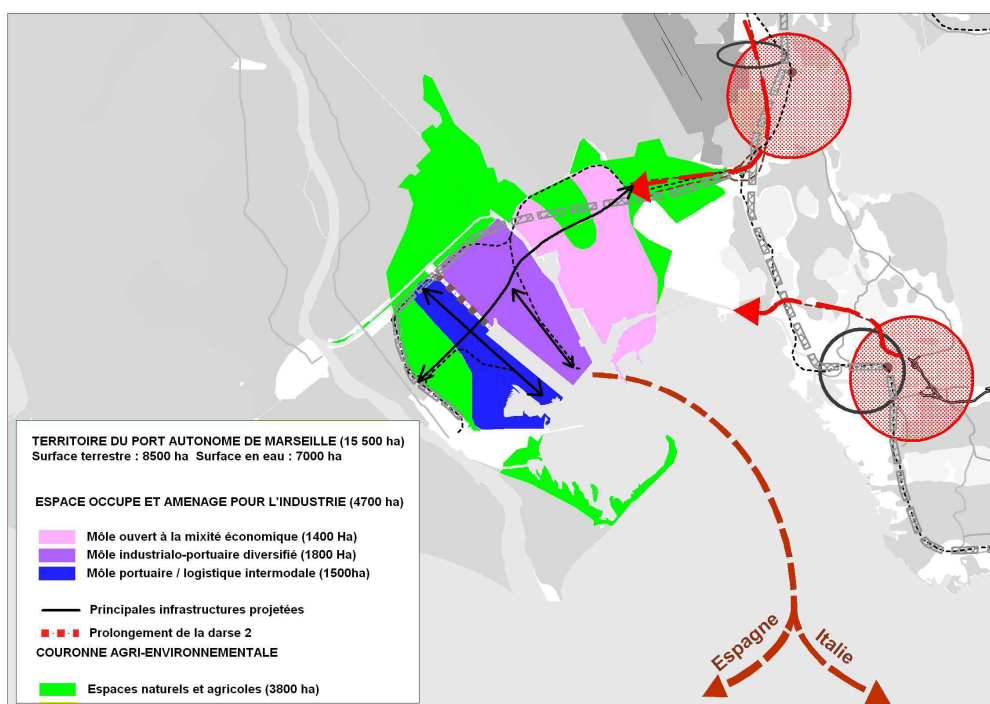 TERRITOIRE DU PORT AUTONOME DE MARSEILLE (15 500 ha)
Surface terrestre : 8500 ha Surface en eau : 7000 ha
ESPACE OCCUPE ET AMENAGE POUR L'INDUSTRIE (4700 ha)
Môle ouvert à la mixité économique (1400 Ha)
Môle industrialo-portuaire diversifié (1800 Ha)
Môle portuaire / logistique intermodale (1500ha)
Principales infrastructures projetées
Prolongement de la darse 2
COURONNE AGRI-ENVIRONNEMENTALE
Espaces naturels et agricoles (3800 ha)
Espagne
Italie